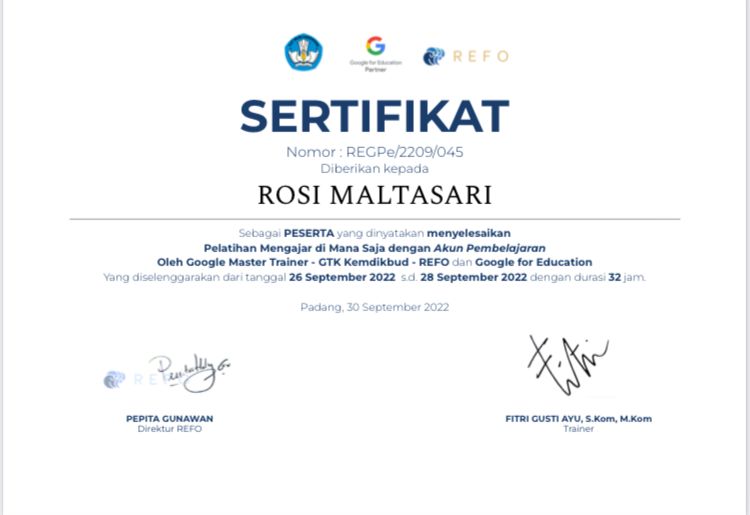 Google for Education
Partner
REFO
SERTIFIKAT
Nomor : REGPe/2209/045
Diberikan kepada
ROSI MALTASARI
Sebagai PESERTA yang dinyatakan menyelesaikan
Pelatihan Mengajar di Mana Saja dengan Akun Pembelajaran
Oleh Google Master Trainer - GTK Kemdikbud - REFO dan Google for Education
Yang diselenggarakan dari tanggal 26 September 2022 s.d. 28 September 2022 dengan durasi 32 jam.
Padang, 30 September 2022
REFO
Fitri
PEPITA GUNAWAN
Direktur REFO
FITRI GUSTI AYU, S.Kom, M.Kom
Trainer